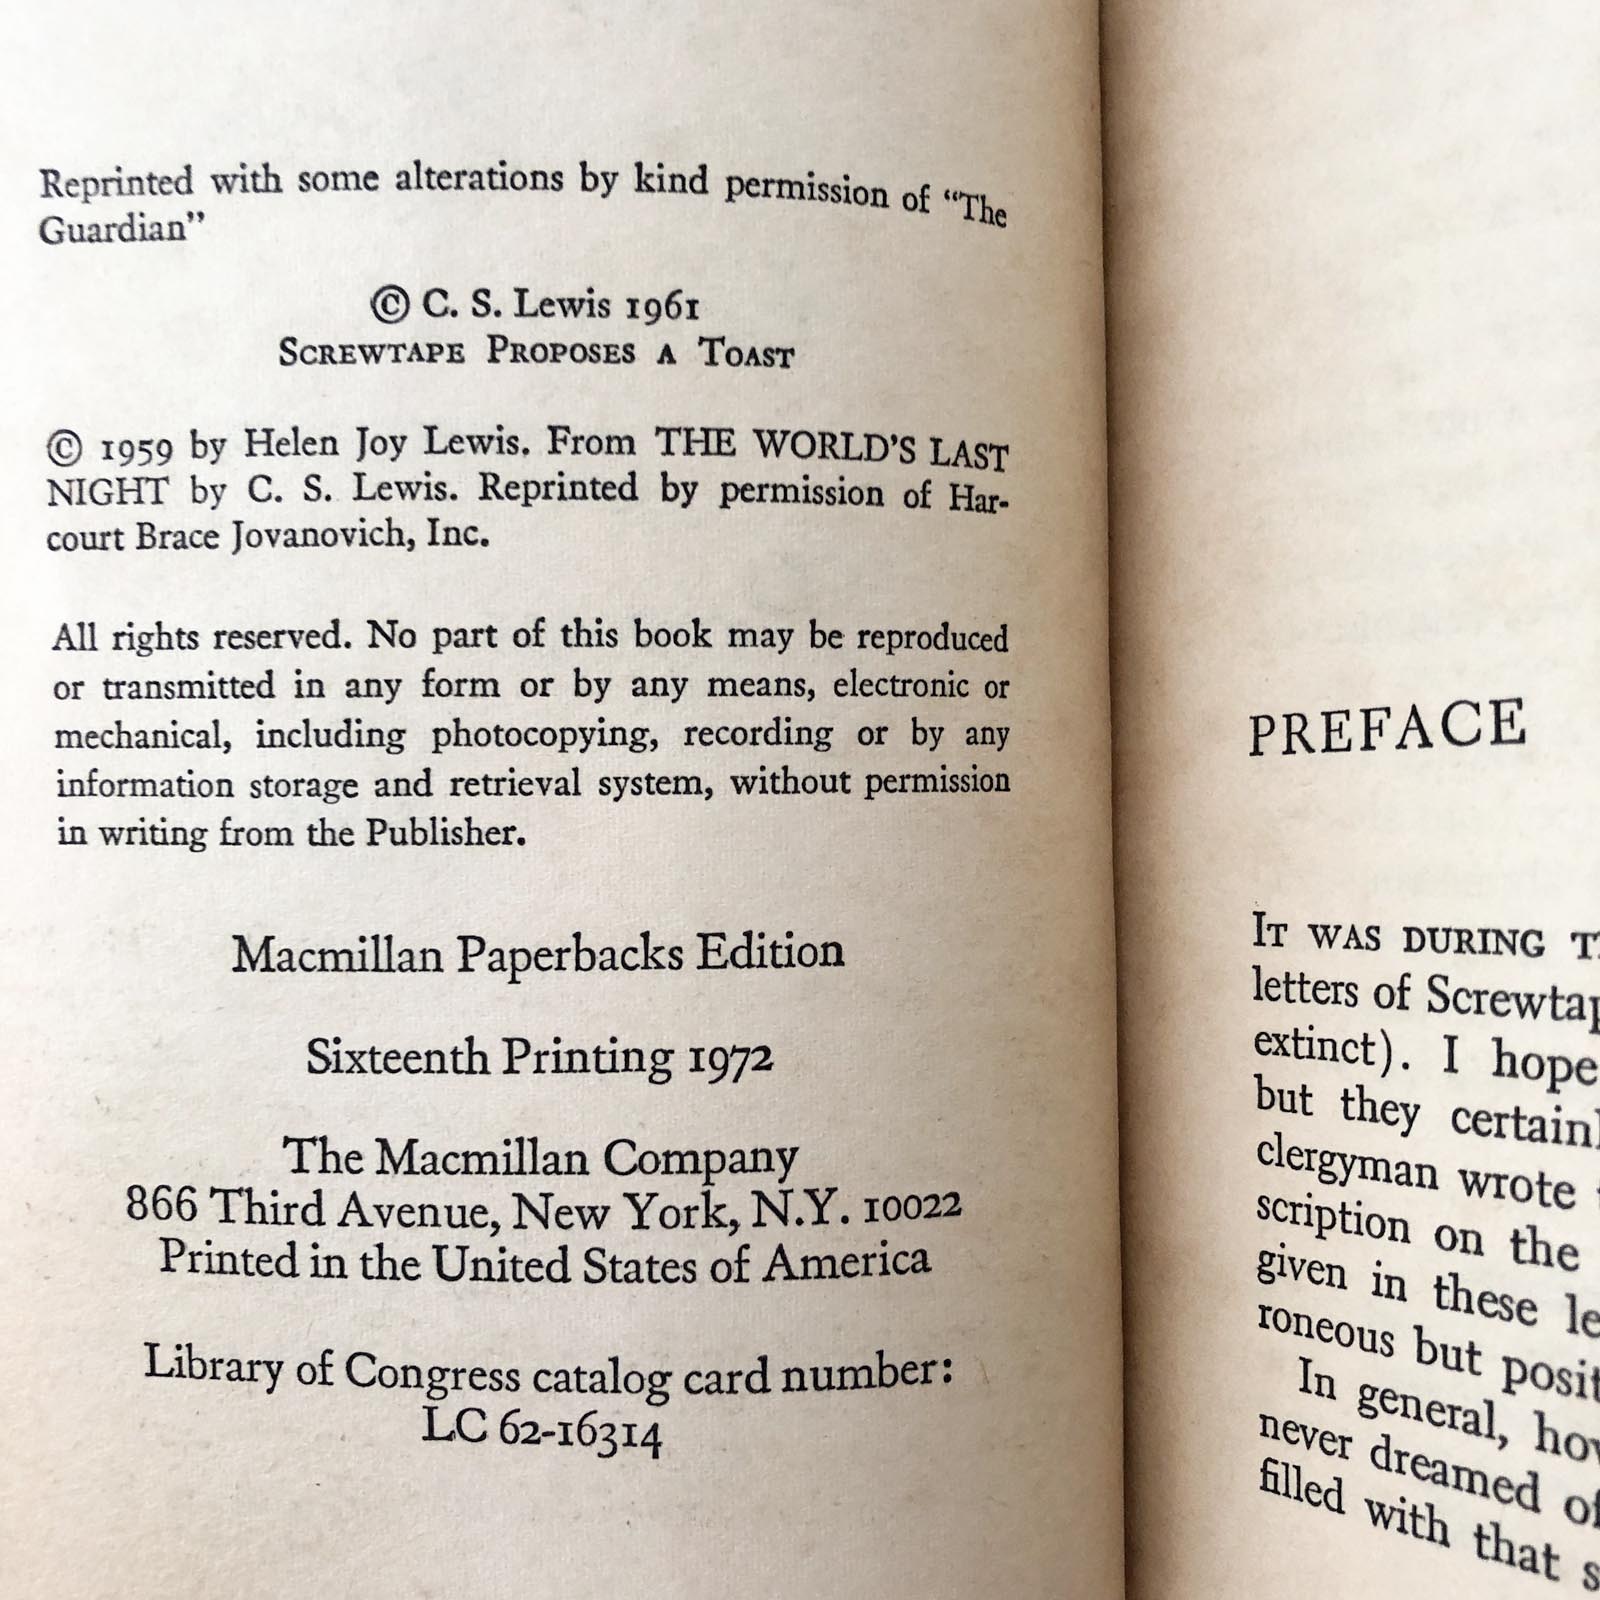 Reprinted with some alterations by kind permission of “The
Guardian”
© C. S. Lewis 1961
SCREWTAPE PROPOSES A TOAST
© 1959 by Helen Joy Lewis. From THE WORLD’S LAST
NIGHT by C. S. Lewis. Reprinted by permission of Har-
court Brace Jovanovich, Inc.
All rights reserved. No part of this book may be reproduced
or transmitted in any form or by any means, electronic or
mechanical, including photocopying, recording or by any
information storage and retrieval system, without permission
in writing from the Publisher.
Macmillan Paperbacks Edition
Sixteenth Printing 1972
The Macmillan Company
866 Third Avenue, New York, N.Y. 10022
Printed in the United States of America
Library of Congress catalog card number:
LC 62-16314
PREFACE
IT WAS DURING
letters of
extinct). I hope
but they
clergyman wrote
scription on the
given in these
roneous but
In general,
never dreamed
filled with that